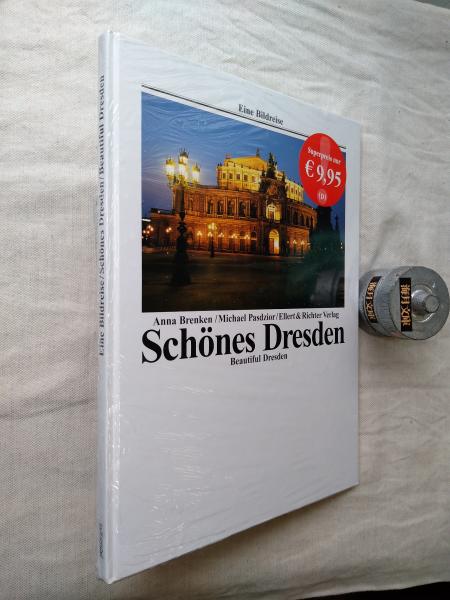 Eine Bildreise/Schönes Dresden/Beautiful Dresden
Eine Bildreise
Superpreis nur
€ 9,95
(D)
Anna Brenken/Michael Pasdzior/Ellert & Richter Verlag
Schönes Dresden
Beautiful Dresden